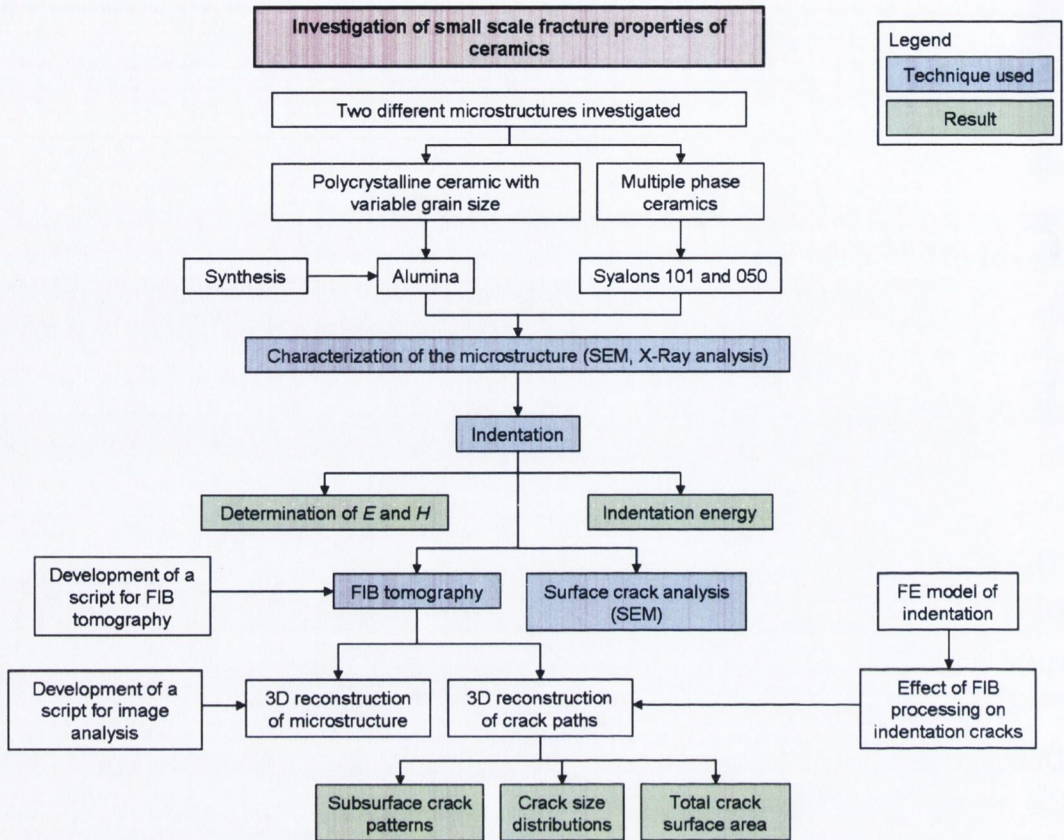 Investigation of small scale fracture properties of
ceramics
Legend
Technique used
Result
Two different microstructures investigated
Polycrystalline ceramic with
variable grain size
Multiple phase
ceramics
Synthesis
Alumina
Syalons 101 and 050
Characterization of the microstructure (SEM, X-Ray analysis)
Indentation
Determination of E and H
Indentation energy
Development of a
script for FIB
tomography
FIB tomography
Surface crack analysis
(SEM)
FE model of
indentation
Development of a
script for image
analysis
3D reconstruction
of microstructure
3D reconstruction
of crack paths
Effect of FIB
processing on
indentation cracks
Subsurface crack
patterns
Crack size
distributions
Total crack
surface area